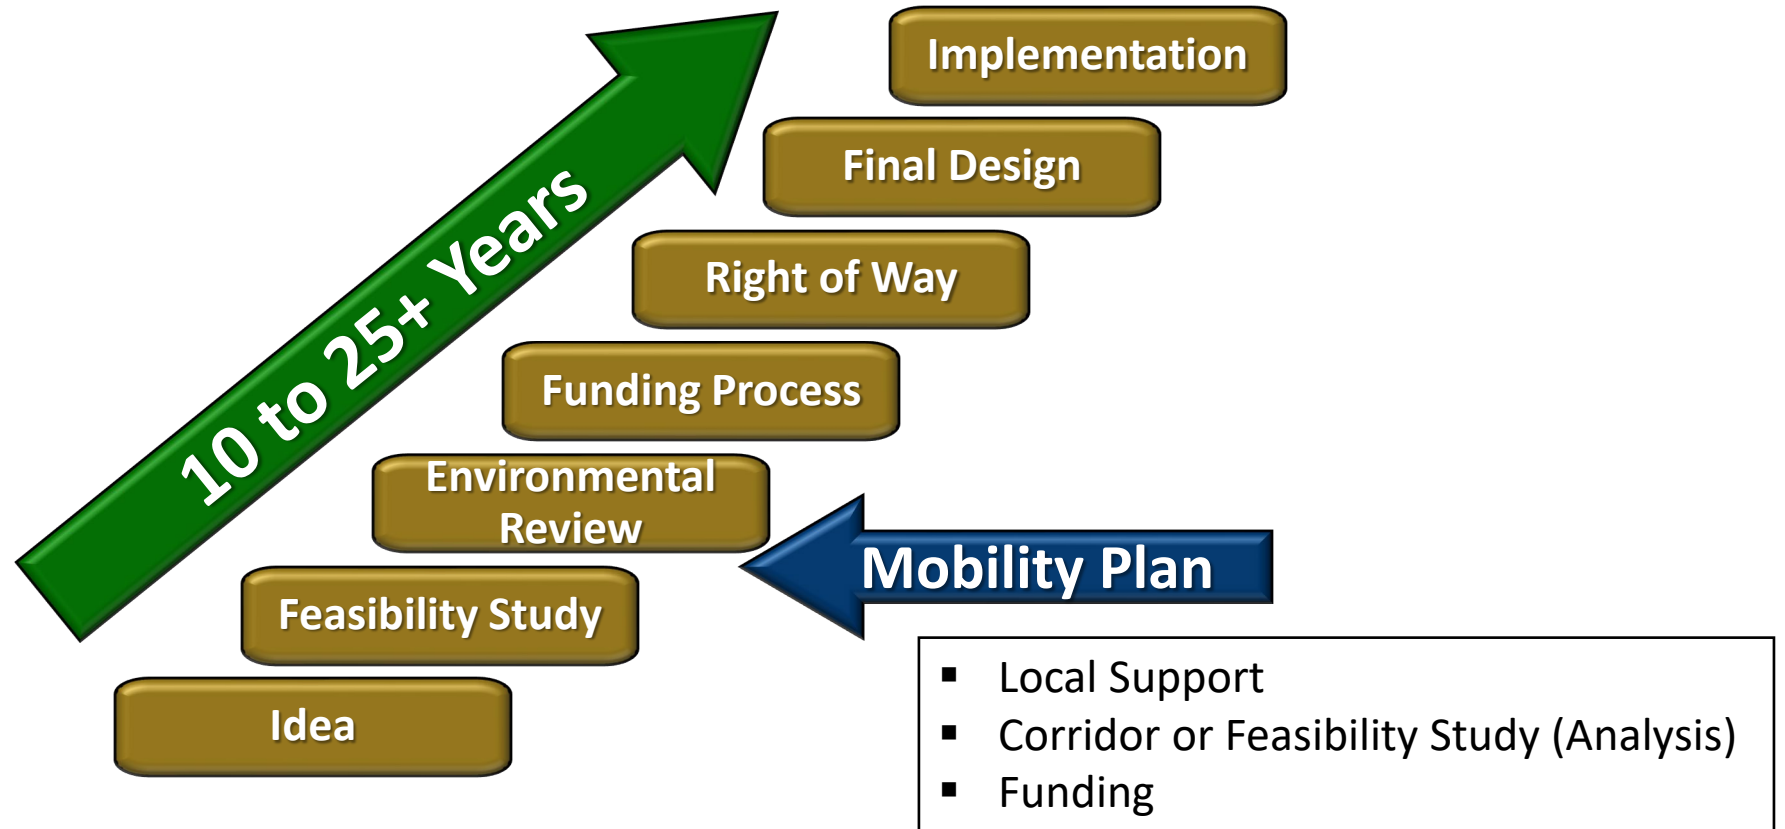 Implementation
Final Design
Right of Way
10 to 25+ Years
Funding Process
Environmental
Review
Mobility Plan
Feasibility Study
Idea
▪ Local Support
▪ Corridor or Feasibility Study (Analysis)
▪ Funding